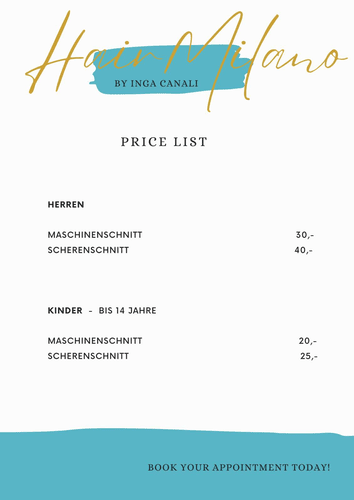 Hair Milano
BY INGA CANALI
PRICE LIST
HERREN
MASCHINENSCHNITT 30,-
SCHERENSCHNITT 40,-
KINDER - BIS 14 JAHRE
MASCHINENSCHNITT 20,-
SCHERENSCHNITT 25,-
BOOK YOUR APPOINTMENT TODAY!